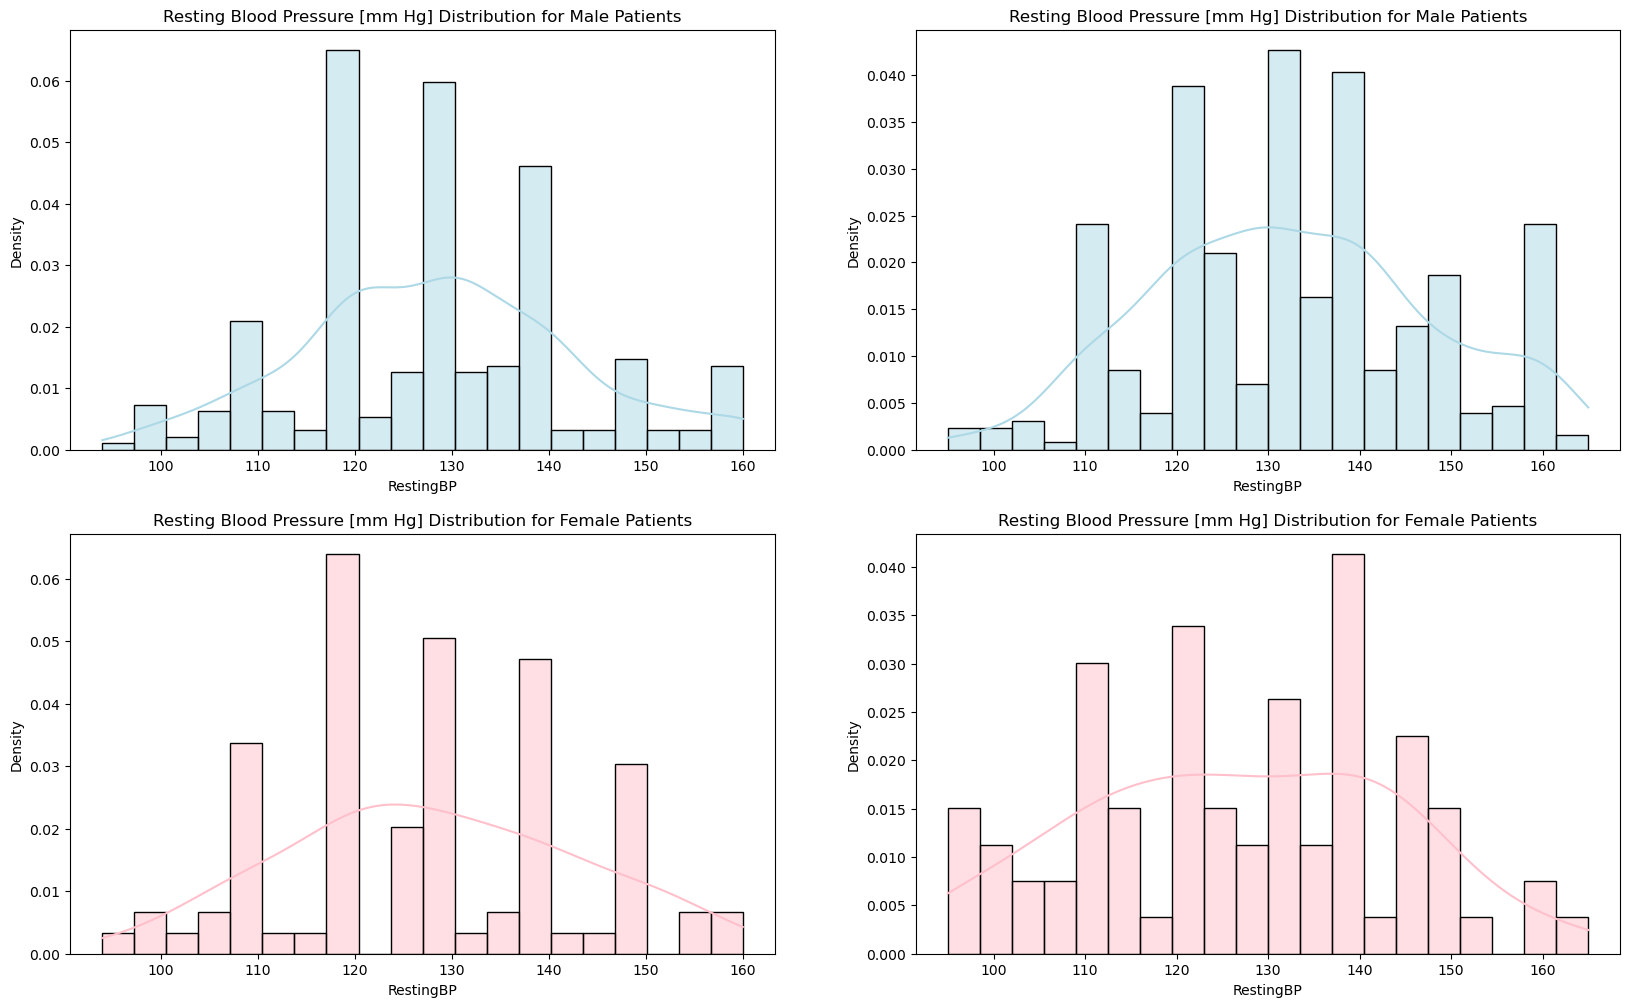 Resting Blood Pressure [mm Hg] Distribution for Male Patients
Density
0.06
0.05
0.04
0.03
0.02
0.01
0.00
100 110 120 130 140 150 160
RestingBP
Resting Blood Pressure [mm Hg] Distribution for Male Patients
Density
0.040
0.035
0.030
0.025
0.020
0.015
0.010
0.005
0.000
100 110 120 130 140 150 160
RestingBP
Resting Blood Pressure [mm Hg] Distribution for Female Patients
Density
0.06
0.05
0.04
0.03
0.02
0.01
0.00
100 110 120 130 140 150 160
RestingBP
Resting Blood Pressure [mm Hg] Distribution for Female Patients
Density
0.040
0.035
0.030
0.025
0.020
0.015
0.010
0.005
0.000
100 110 120 130 140 150 160
RestingBP